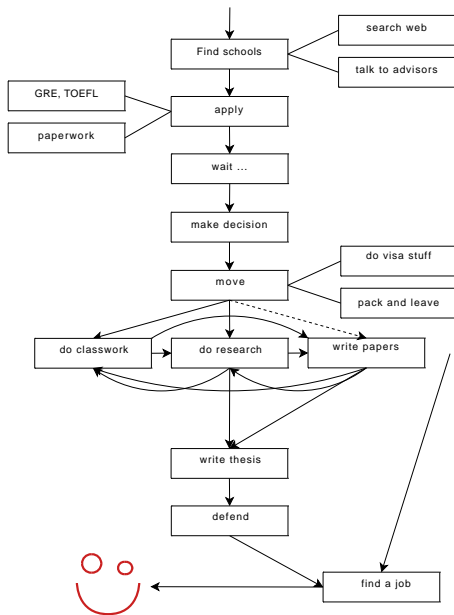 search web
Find schools
talk to advisors
GRE, TOEFL
apply
paperwork
wait ...
make decision
do visa stuff
move
pack and leave
do classwork
do research
write papers
write thesis
defend
find a job